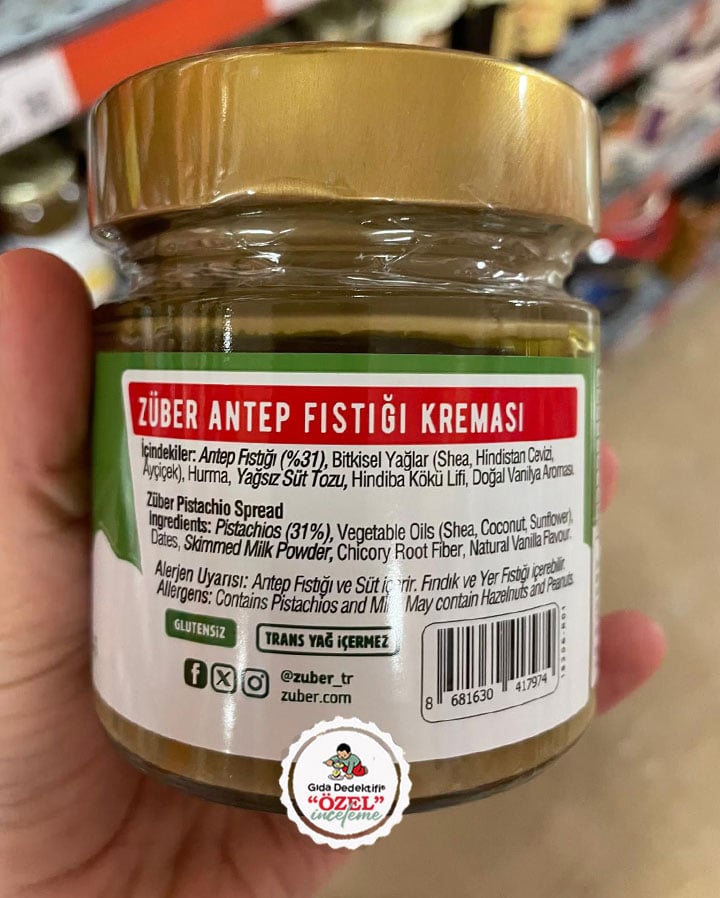 ZÜBER ANTEP FISTIĞI KREMASI
İçindekiler: Antep Fıstığı (%31), Bitkisel Yağlar (Shea, Hindistan Cevizi,
Ayçiçek), Hurma, Yağsız Süt Tozu, Hindiba Kökü Lifi, Doğal Vanilya Aroması.
Züber Pistachio Spread
Ingredients: Pistachios (31%), Vegetable Oils (Shea, Coconut, Sunflower),
Dates, Skimmed Milk Powder, Chicory Root Fiber, Natural Vanilla Flavour.
Alerjen Uyarısı: Antep Fıstığı ve Süt içerir. Fındık ve Yer Fıstığı içerebilir.
Allergens: Contains Pistachios and Milk. May contain Hazelnuts and Peanuts.
GLUTENSİZ
TRANS YAĞ İÇERMEZ
@zuber_tr
zuber.com
8 681630 417974
Gıda Dedektifi®
"ÖZEL"
inceleme